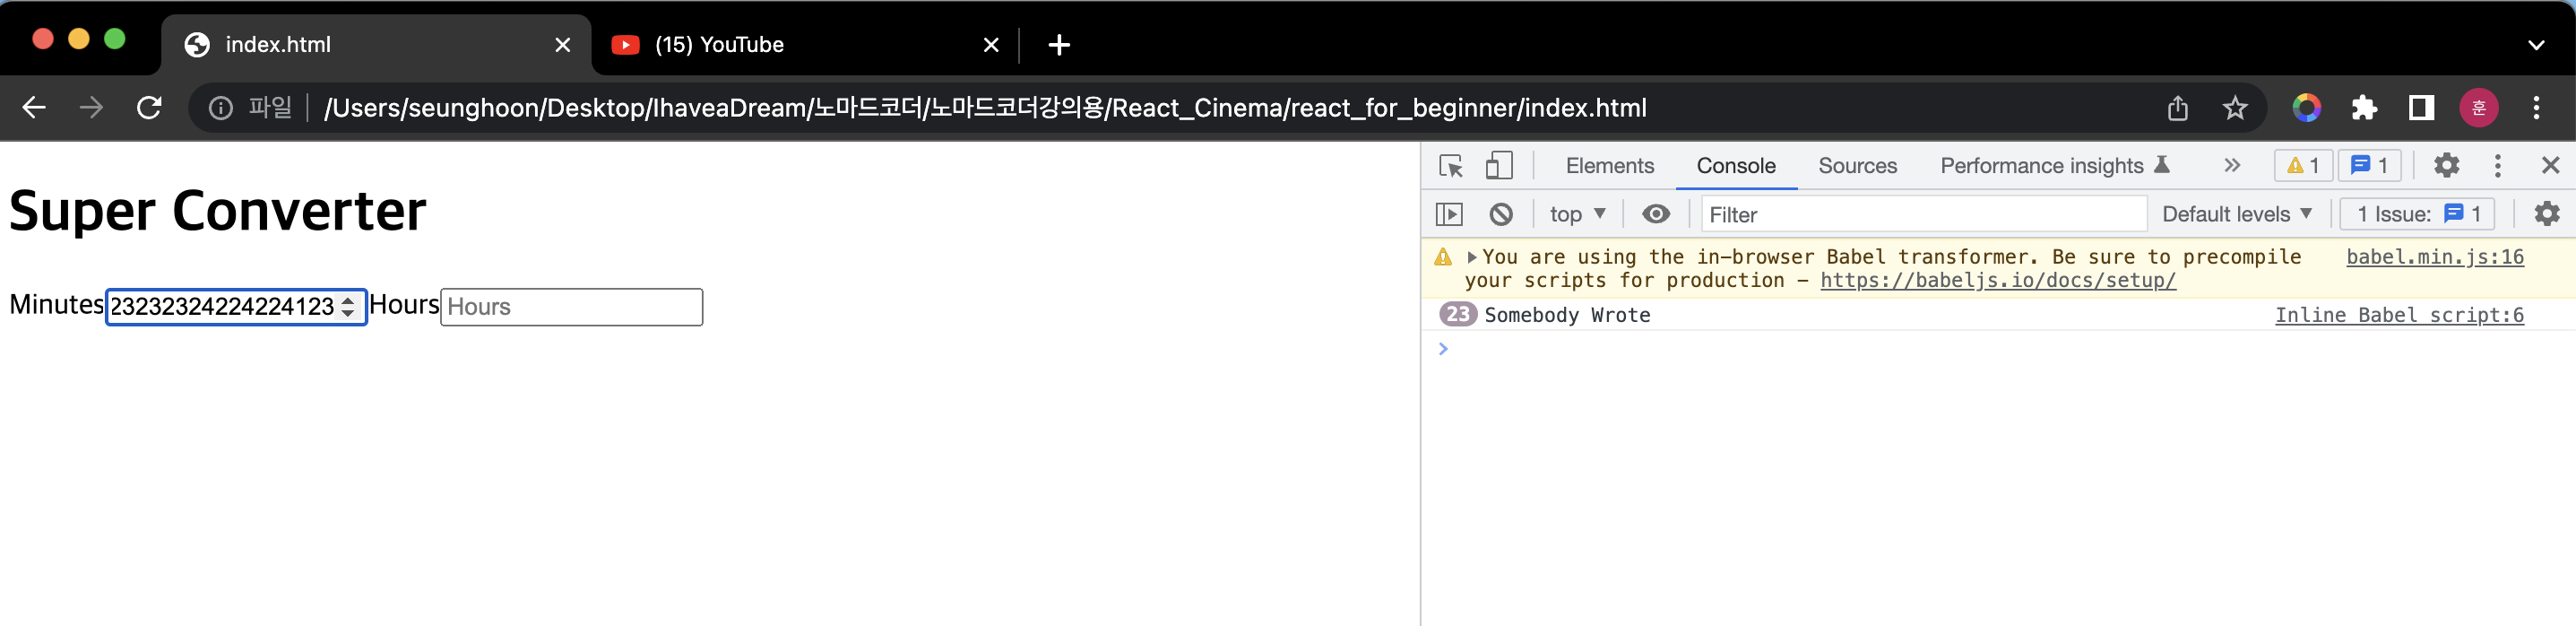 index.html
(15) YouTube
파일 /Users/seunghoon/Desktop/IhaveaDream/노마드코더/노마드코더강의용/React_Cinema/react_for_beginner/index.html
훈
Elements Console Sources Performance insights 1 1
top Filter Default levels 1 Issue: 1
Super Converter
Minutes 23232324224224123 Hours Hours
You are using the in-browser Babel transformer. Be sure to precompile babel.min.js:16
your scripts for production – https://babeljs.io/docs/setup/
23 Somebody Wrote Inline Babel script:6